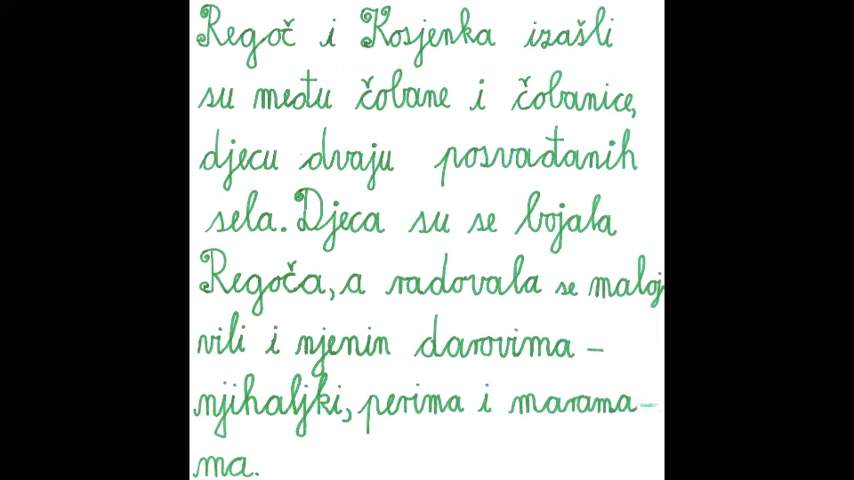 Regoč i Kosjenka izašli
su među čobane i čobanice,
djecu dvaju posvađanih
sela. Djeca su se bojala
Regoča, a radovala se maloj
vili i njenin darovima –
njihaljki, perima i marama-
ma.